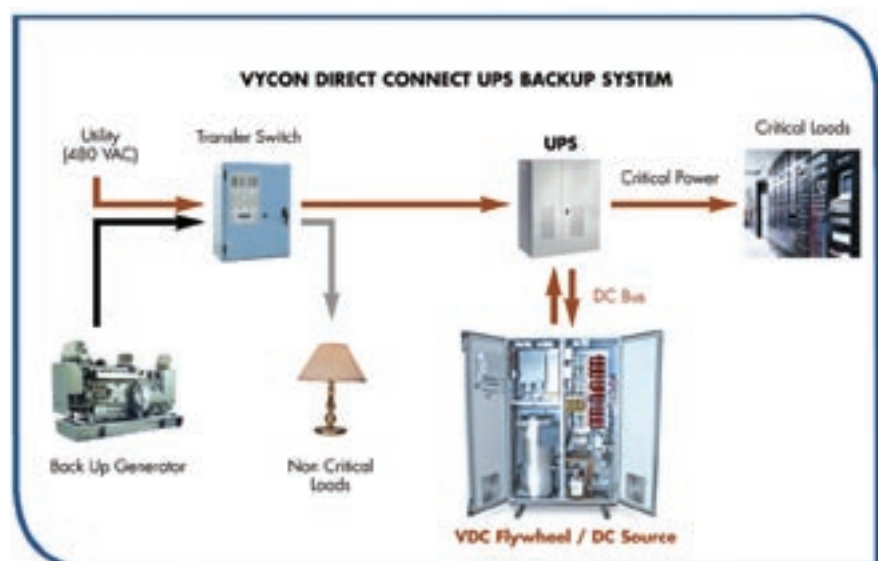 VYCON DIRECT CONNECT UPS BACKUP SYSTEM
Utility
(480 VAC)
Transfer Switch
UPS
Critical Loads
Critical Power
DC Bus
Back Up Generator
Non Critical
Loads
VDC Flywheel / DC Source